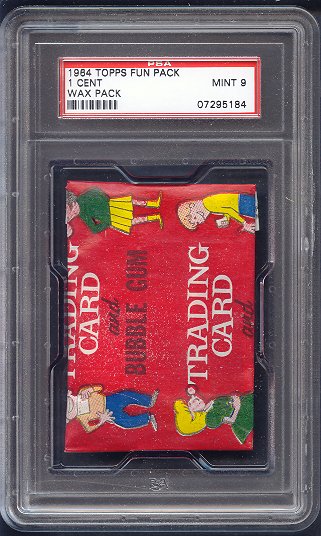 PSA
1964 TOPPS FUN PACK
1 CENT
MINT 9
WAX PACK
07295184
TRADING
CARD
and
BUBBLE GUM
TRADING
CARD
and